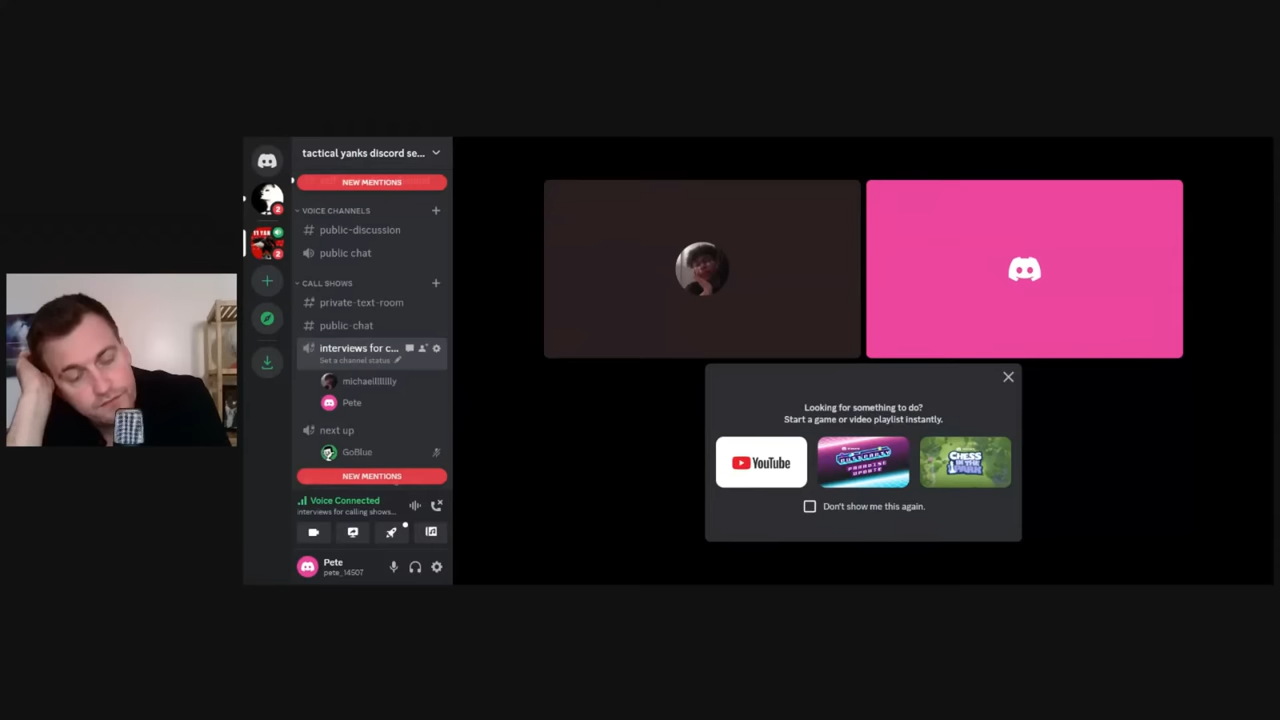 tactical yanks discord se...
NEW MENTIONS
VOICE CHANNELS
public-discussion
public chat
CALL SHOWS
private-text-room
public-chat
interviews for c...
Set a channel status
Pete
next up
GoBlue
NEW MENTIONS
Voice Connected
interviews for calling shows...
Pete
pete_14507
Looking for something to do?
Start a game or video playlist instantly.
YouTube
PARADISE
UPDATE
CHESS
IN THE
PARK
Don't show me this again.